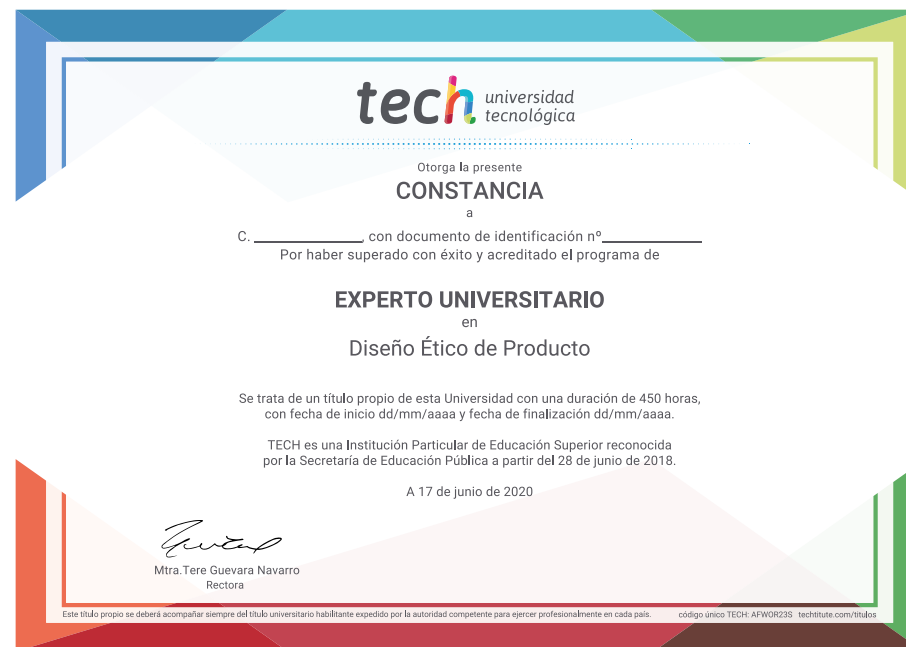 tech universidad
tecnológica
Otorga la presente
CONSTANCIA
a
C. ____________, con documento de identificación nº____________
Por haber superado con éxito y acreditado el programa de
EXPERTO UNIVERSITARIO
en
Diseño Ético de Producto
Se trata de un título propio de esta Universidad con una duración de 450 horas,
con fecha de inicio dd/mm/aaaa y fecha de finalización dd/mm/aaaa.
TECH es una Institución Particular de Educación Superior reconocida
por la Secretaría de Educación Pública a partir del 28 de junio de 2018.
A 17 de junio de 2020
Mtra.Tere Guevara Navarro
Rectora
Este título propio se deberá acompañar siempre del título universitario habilitante expedido por la autoridad competente para ejercer profesionalmente en cada país. código único TECH: AFWOR23S techtitute.com/títulos